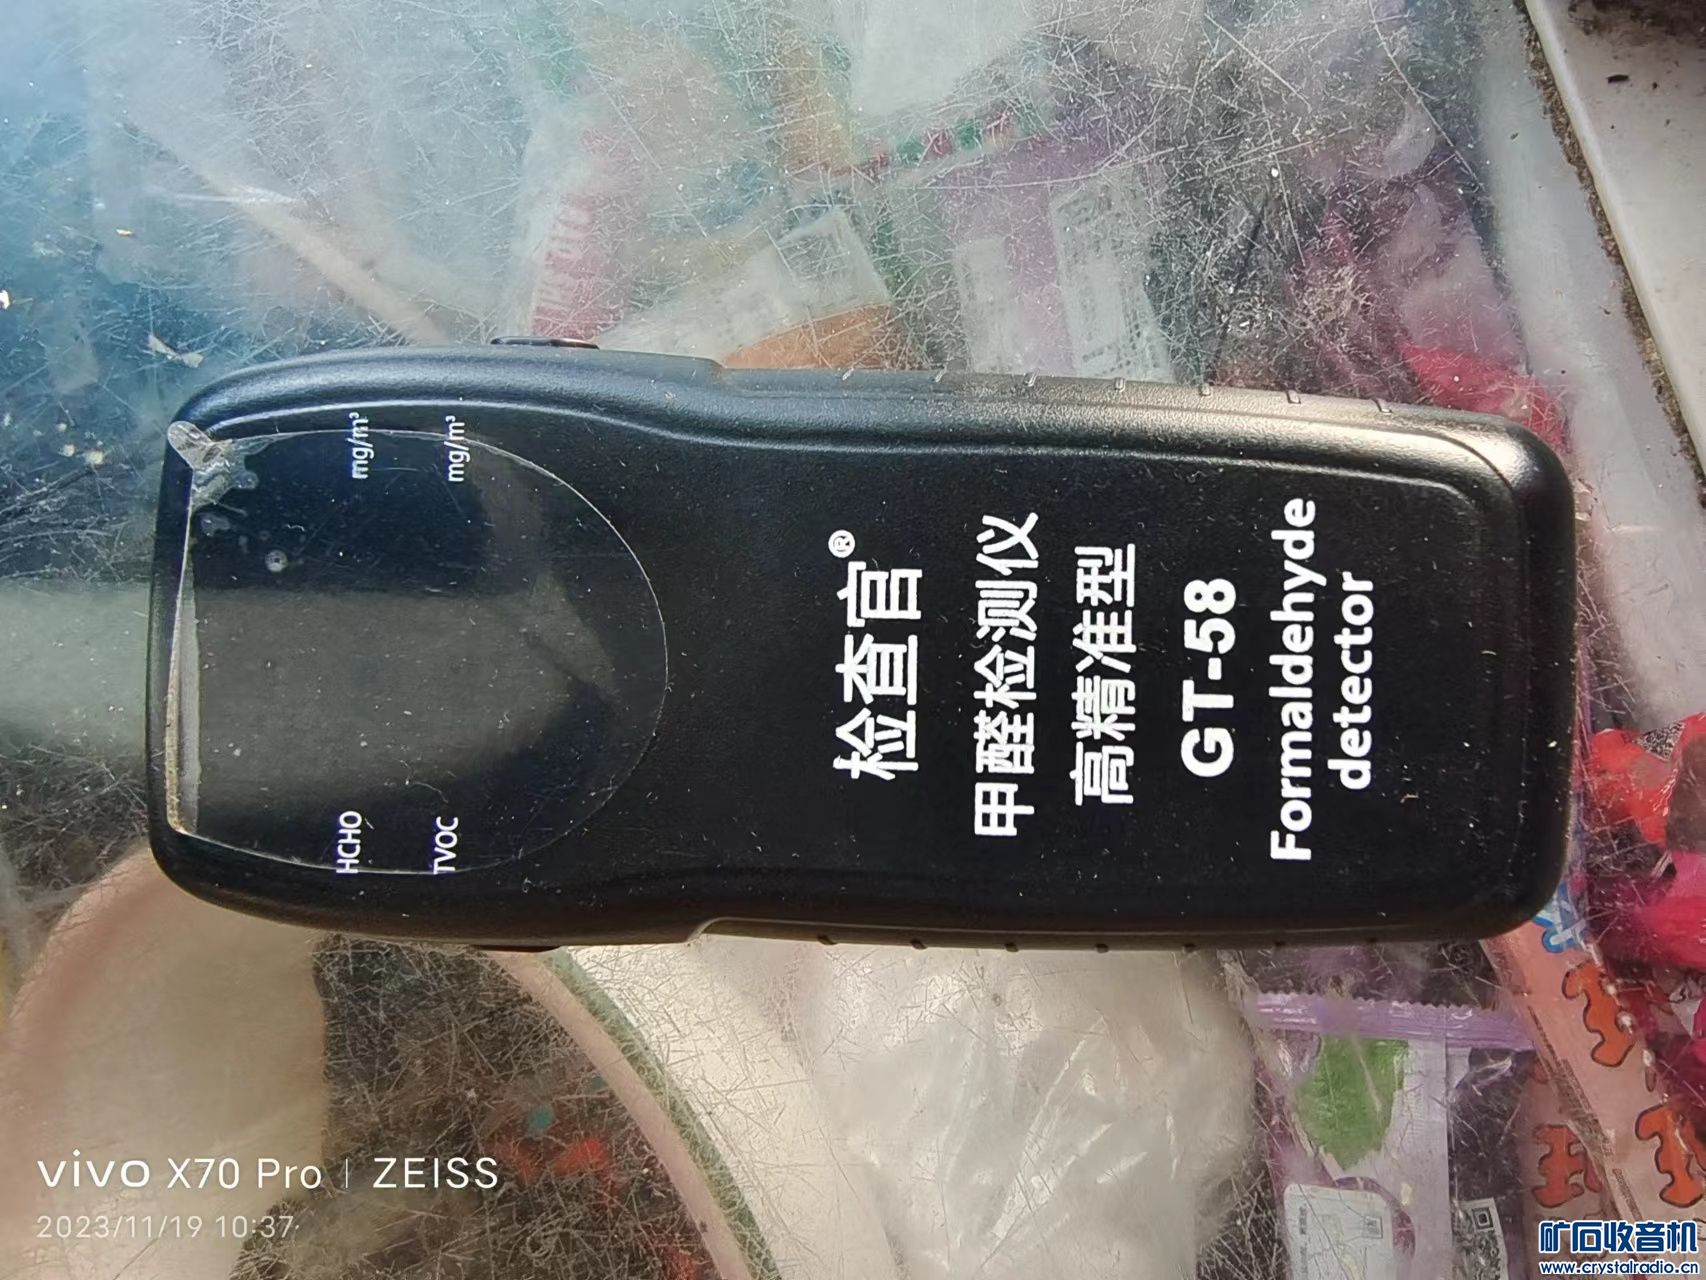 HCHO mg/m³
TVOC mg/m³
检查官®
甲醛检测仪
高精准型
GT-58
Formaldehyde
detector
vivo X70 Pro | ZEISS
2023/11/19 10:37
矿石收音机
www.crystalradio.cn